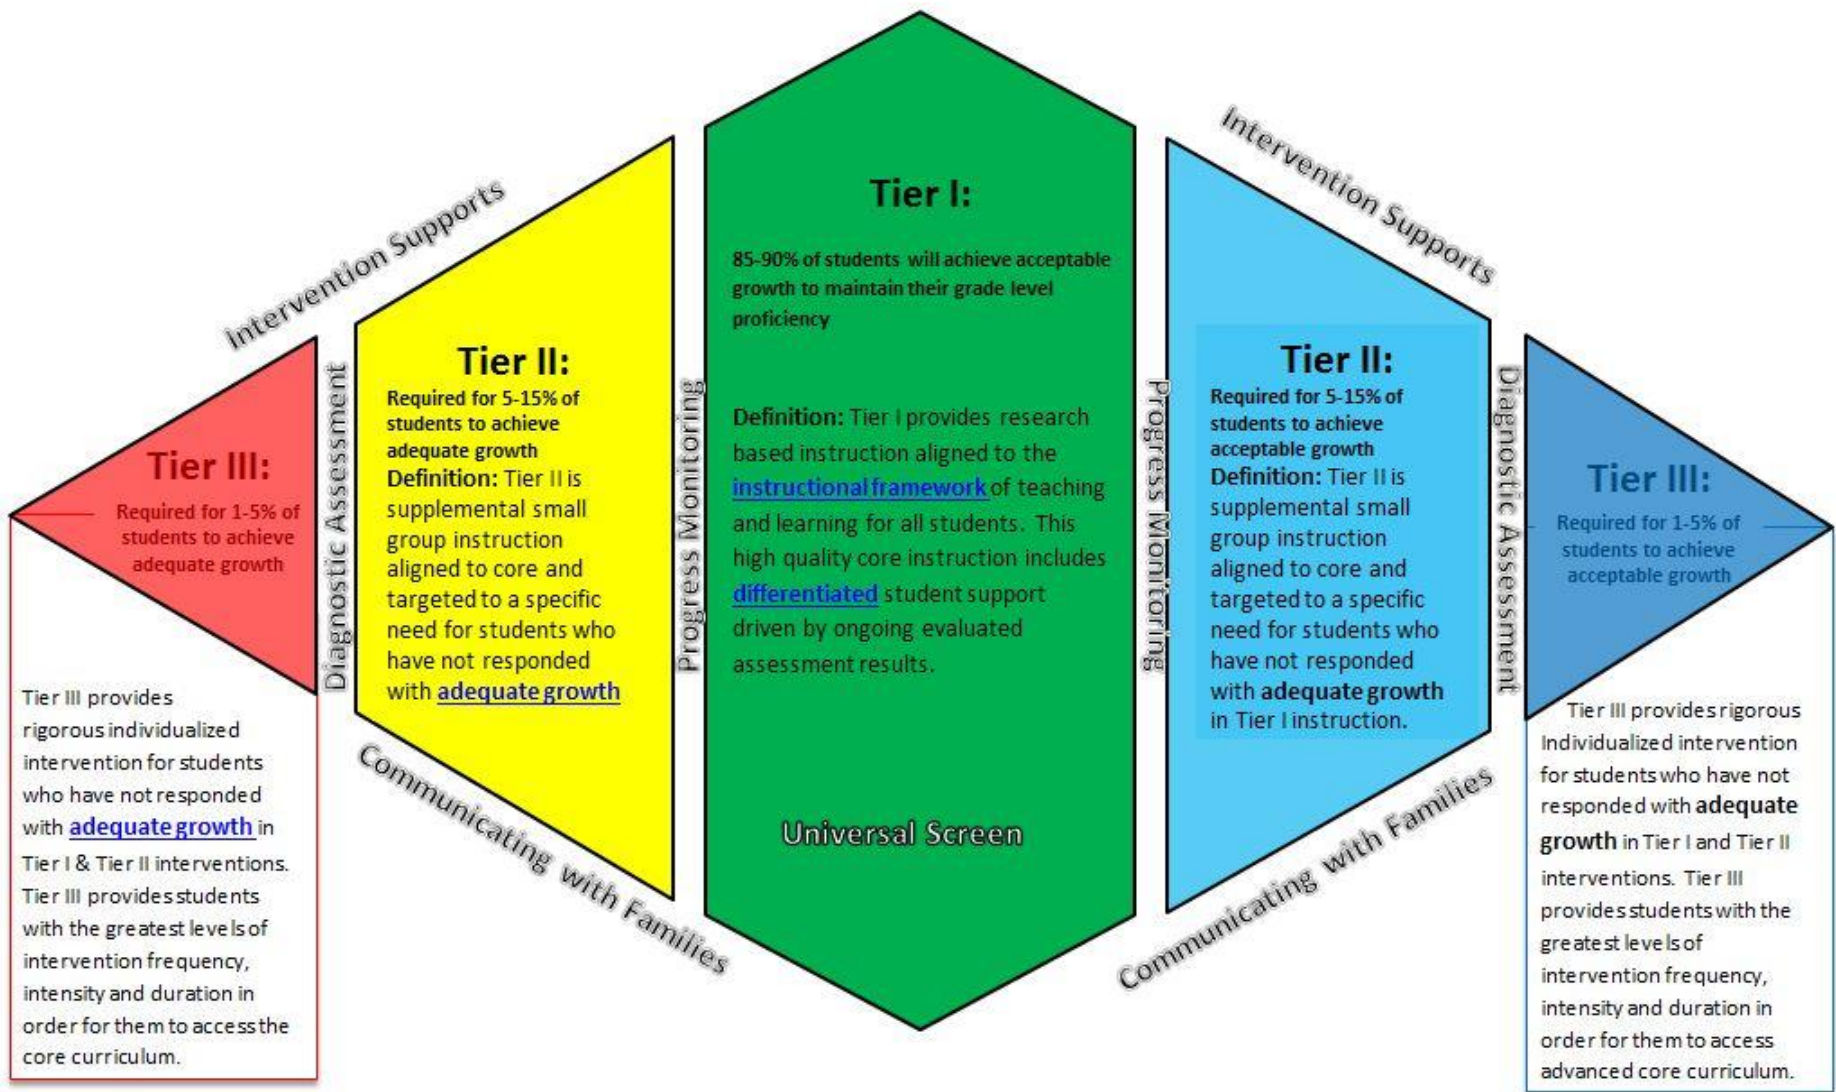 Intervention Supports
Tier III:
Required for 1-5% of
students to achieve
adequate growth
Tier III provides
rigorous individualized
intervention for students
who have not responded
with adequate growth in
Tier I & Tier II interventions.
Tier III provides students
with the greatest levels of
intervention frequency,
intensity and duration in
order for them to access the
core curriculum.
Diagnostic Assessment
Tier II:
Required for 5-15% of
students to achieve
adequate growth
Definition: Tier II is
supplemental small
group instruction
aligned to core and
targeted to a specific
need for students who
have not responded
with adequate growth
Communicating with Families
Progress Monitoring
Tier I:
85-90% of students will achieve acceptable
growth to maintain their grade level
proficiency
Definition: Tier I provides research
based instruction aligned to the
instructional framework of teaching
and learning for all students. This
high quality core instruction includes
differentiated student support
driven by ongoing evaluated
assessment results.
Universal Screen
Progress Monitoring
Intervention Supports
Tier II:
Required for 5-15% of
students to achieve
acceptable growth
Definition: Tier II is
supplemental small
group instruction
aligned to core and
targeted to a specific
need for students who
have not responded
with adequate growth
in Tier I instruction.
Communicating with Families
Diagnostic Assessment
Tier III:
Required for 1-5% of
students to achieve
acceptable growth
Tier III provides rigorous
Individualized intervention
for students who have not
responded with adequate
growth in Tier I and Tier II
interventions. Tier III
provides students with the
greatest levels of
intervention frequency,
intensity and duration in
order for them to access
advanced core curriculum.